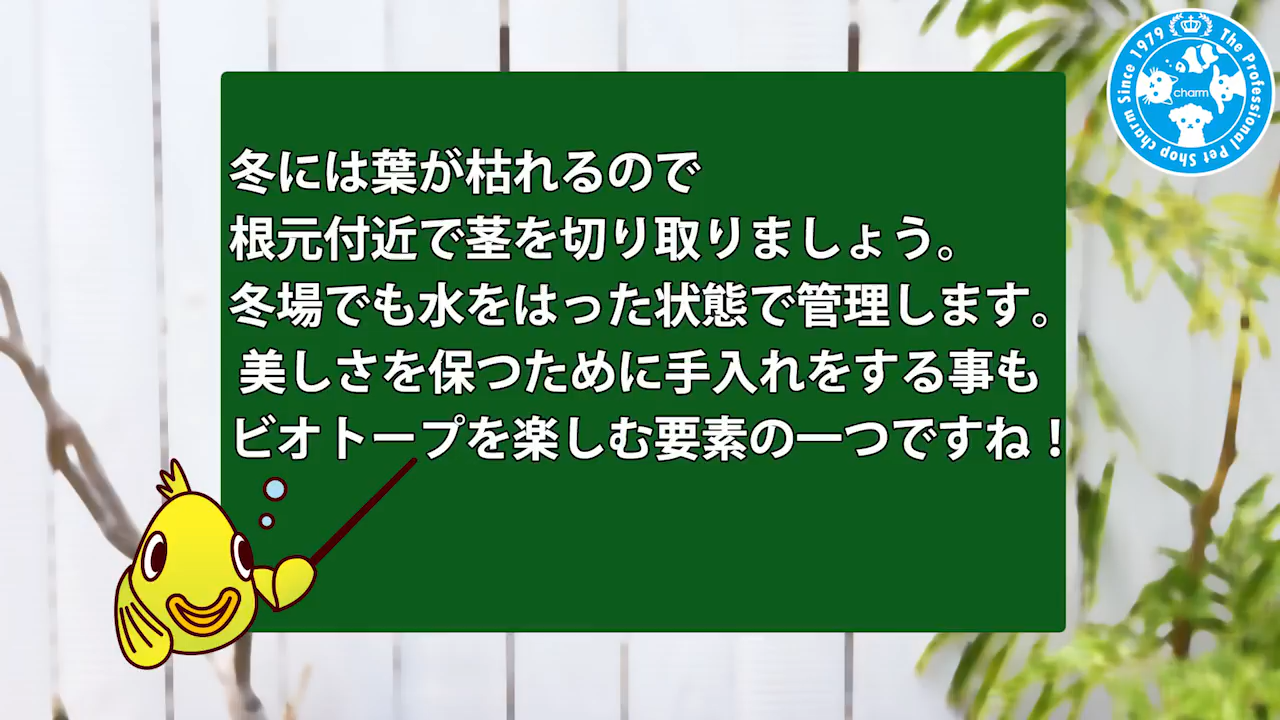 冬には葉が枯れるので
根元付近で茎を切り取りましょう。
冬場でも水をはった状態で管理します。
美しさを保つために手入れをする事も
ビオトープを楽しむ要素の一つですね！
Since 1979 The Professional Pet Shop charm
charm